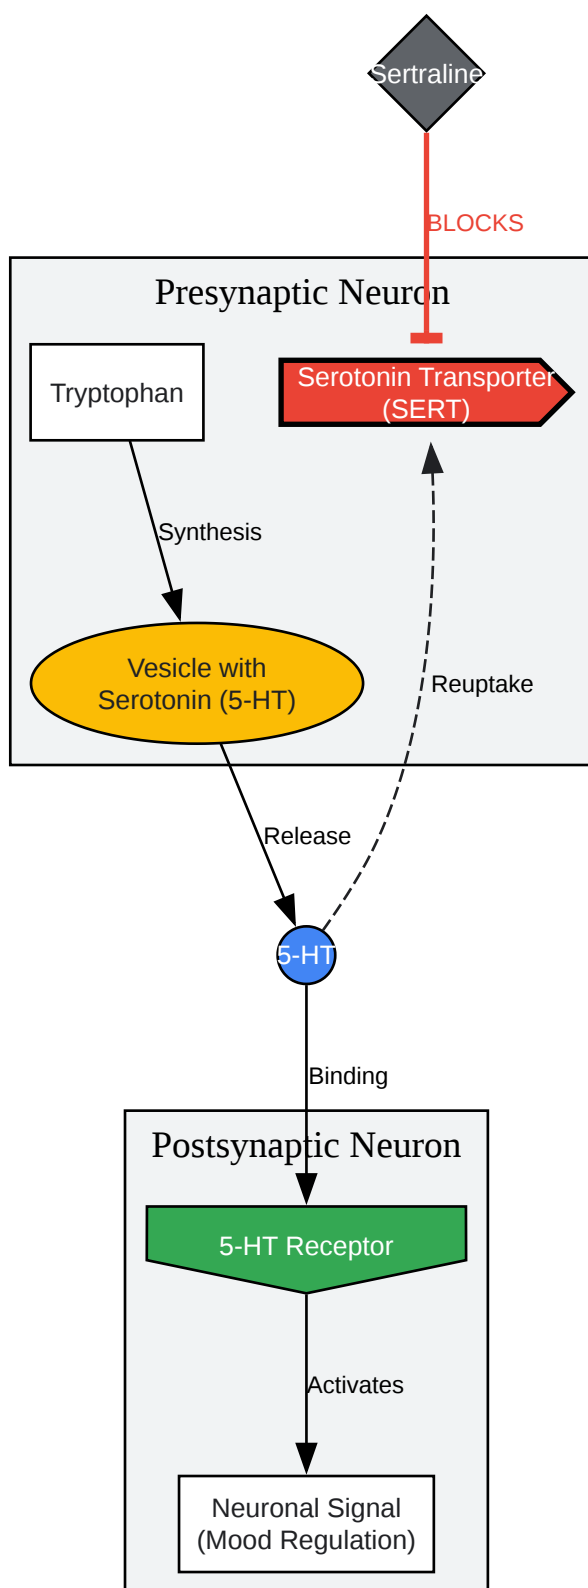 Sertraline
BLOCKS
Presynaptic Neuron
Tryptophan
Serotonin Transporter
(SERT)
Synthesis
Vesicle with
Serotonin (5-HT)
Reuptake
Release
5-HT
Binding
Postsynaptic Neuron
5-HT Receptor
Activates
Neuronal Signal
(Mood Regulation)